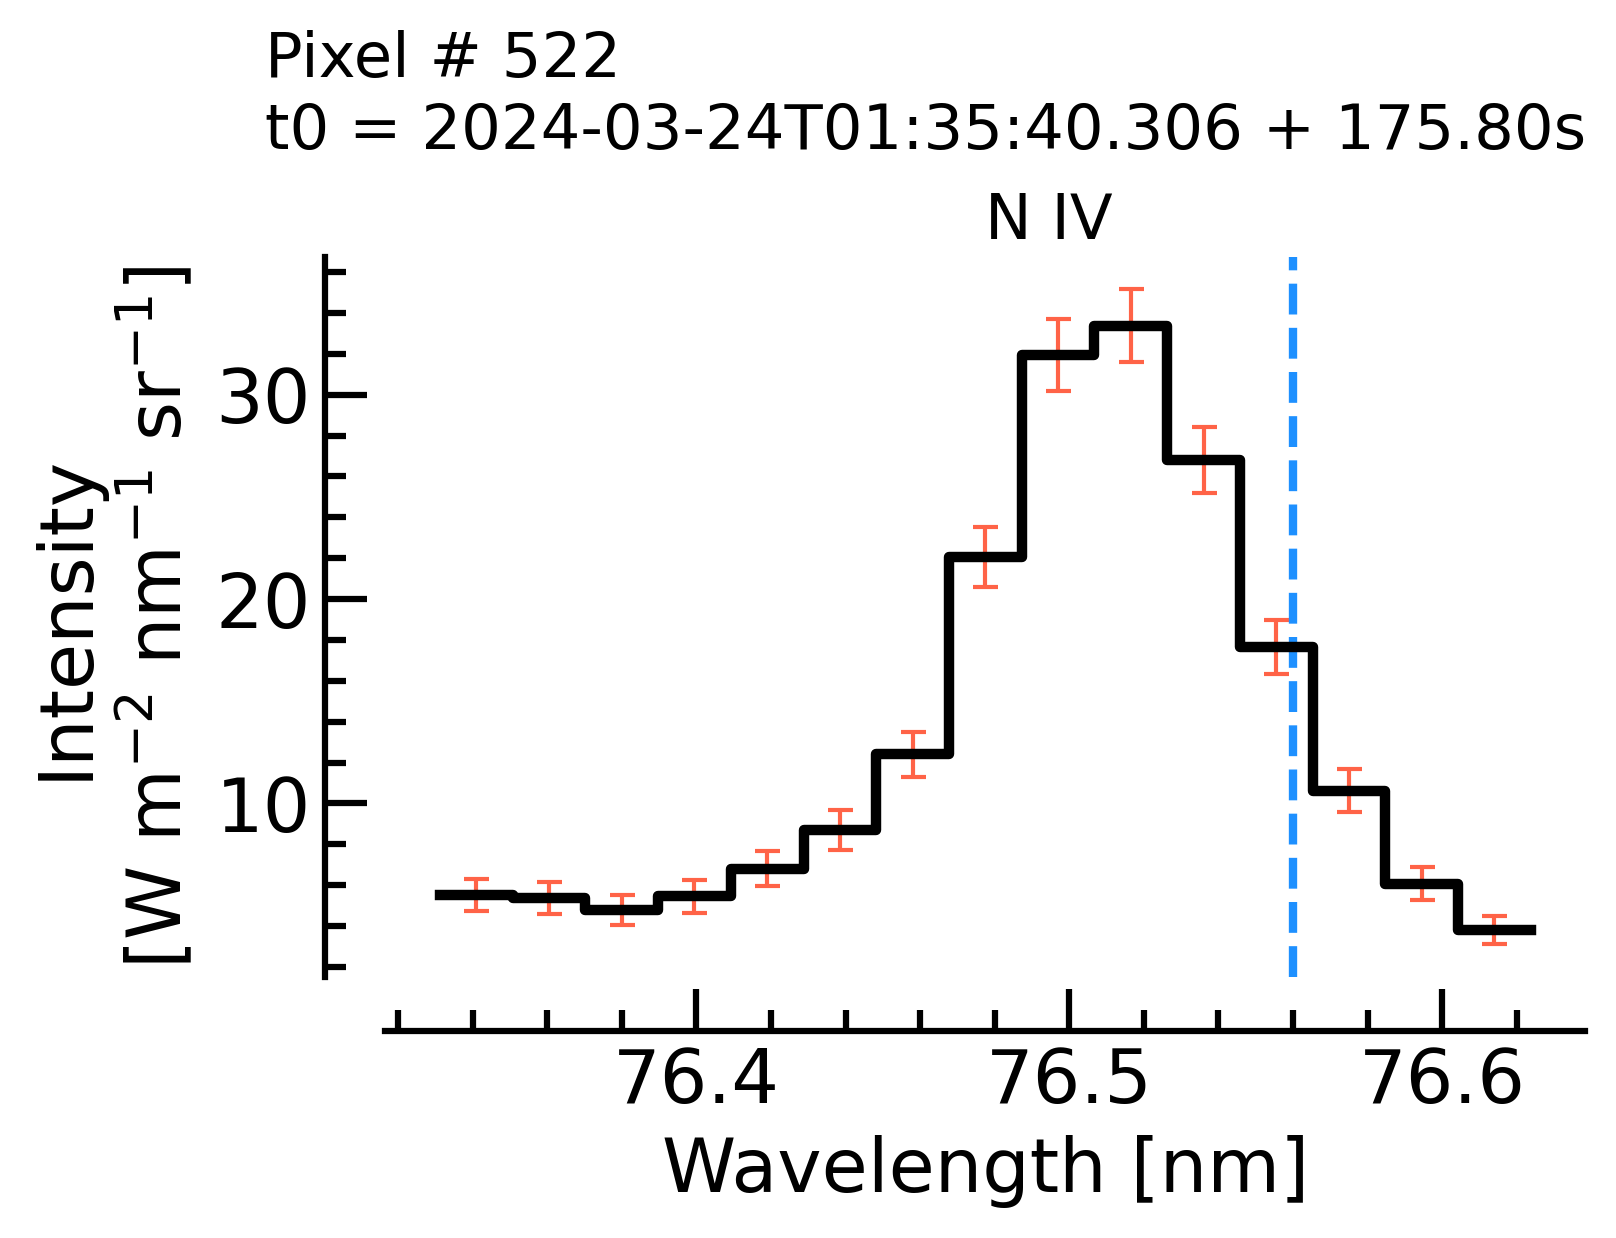 Pixel # 522
t0 = 2024-03-24T01:35:40.306 + 175.80s
N IV
Intensity
[W m⁻² nm⁻¹ sr⁻¹]
30
20
10
76.4 76.5 76.6
Wavelength [nm]